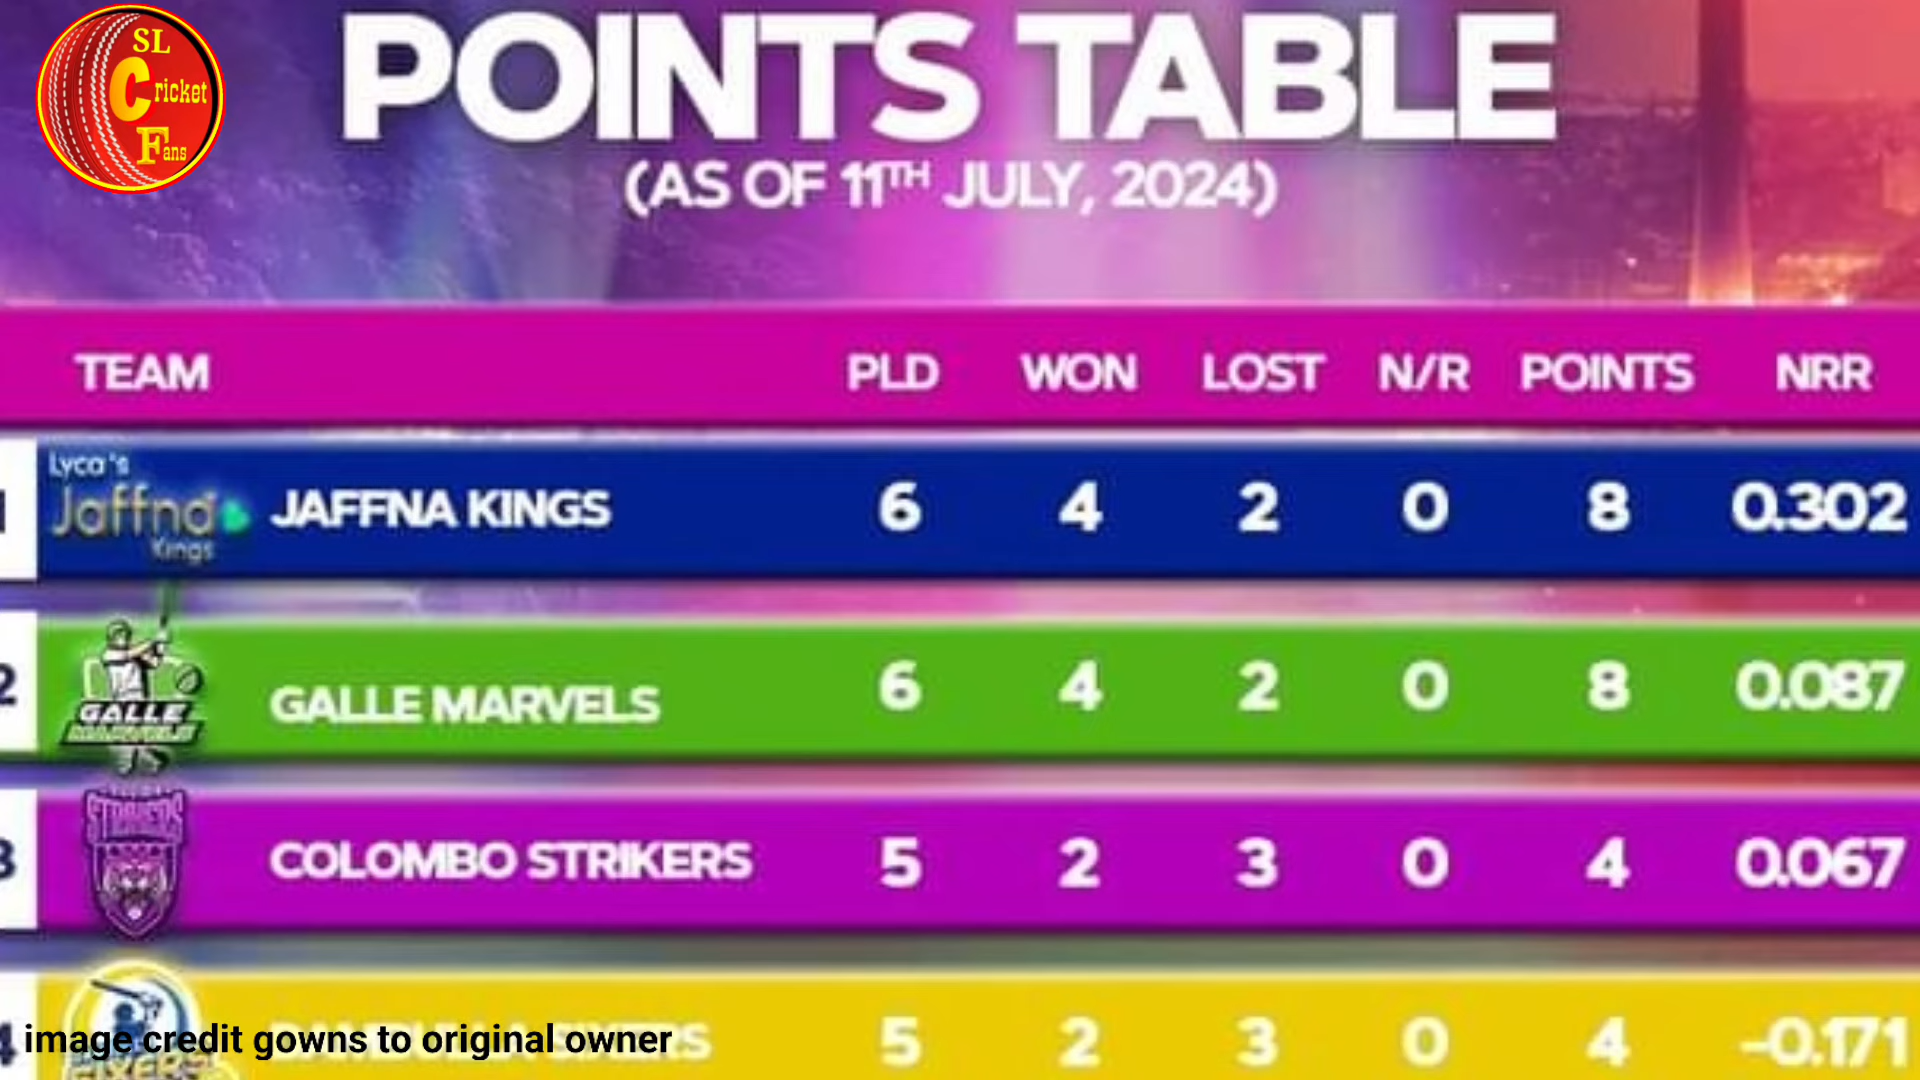 SL
Cricket
Fans
POINTS TABLE
(AS OF 11TH JULY, 2024)
TEAM PLD WON LOST N/R POINTS NRR
1 Lyca's Jaffna Kings JAFFNA KINGS 6 4 2 0 8 0.302
2 GALLE MARVELS GALLE MARVELS 6 4 2 0 8 0.087
3 STRIKERS COLOMBO STRIKERS 5 2 3 0 4 0.067
4 SIXERS 5 2 3 0 4 -0.171
image credit gowns to original owner